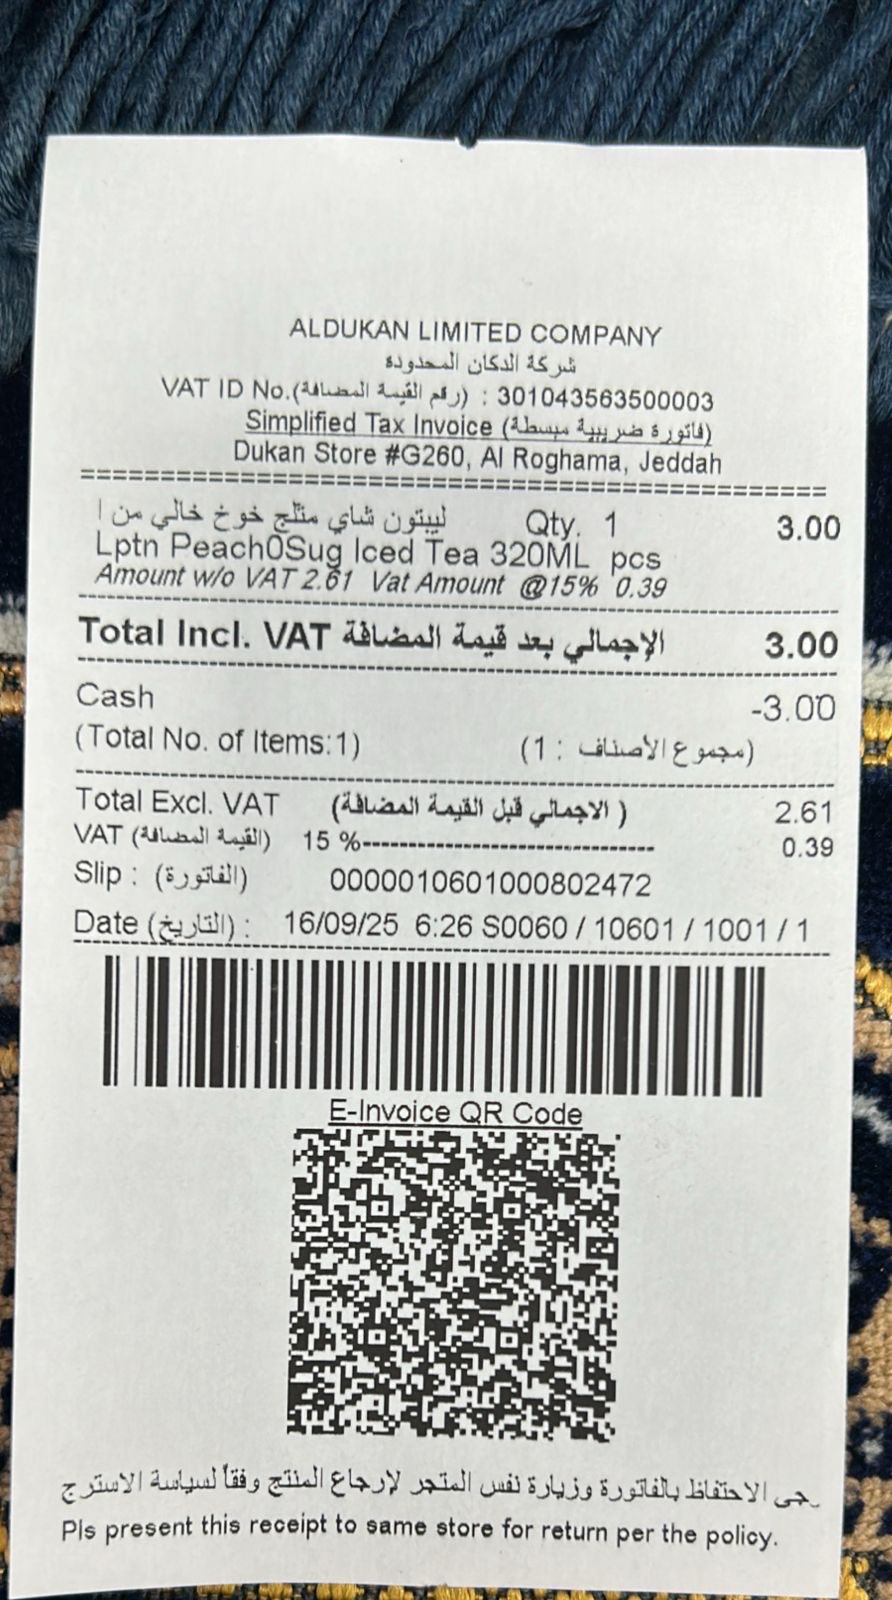 ALDUKAN LIMITED COMPANY
شركة الدكان المحدوده
VAT ID No.(رقم القيمة المضافة) : 301043563500003
Simplified Tax Invoice (فاتورة ضريبية مبسطة)
Dukan Store #G260, Al Roghama, Jeddah
ليبتون شاي مثلج خوخ خالي من ا Qty. 1 3.00
Lptn Peach0Sug Iced Tea 320ML pcs
Amount w/o VAT 2.61 Vat Amount @15% 0.39
Total Incl. VAT الإجمالي بعد قيمة المضافة 3.00
Cash -3.00
(Total No. of Items:1) (مجموع الأصناف : 1)
Total Excl. VAT (الاجمالي قبل القيمة المضافة ) 2.61
VAT (القيمة المضافة) 15 %-------------------------------- 0.39
Slip : (الفاتورة) 0000010601000802472
Date (التاريخ) : 16/09/25 6:26 S0060 / 10601 / 1001 / 1
E-Invoice QR Code
جى الاحتفاظ بالفاتورة وزيارة نفس المتجر لإرجاع المنتج وفقاً لسياسة الاسترج
Pls present this receipt to same store for return per the policy.